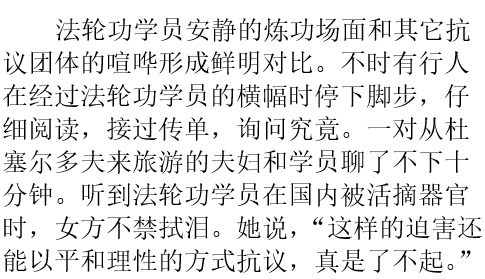 法轮功学员安静的炼功场面和其它抗
议团体的喧哗形成鲜明对比。不时有行人
在经过法轮功学员的横幅时停下脚步，仔
细阅读，接过传单，询问究竟。一对从杜
塞尔多夫来旅游的夫妇和学员聊了不下十
分钟。听到法轮功学员在国内被活摘器官
时，女方不禁拭泪。她说，“这样的迫害还
能以平和理性的方式抗议，真是了不起。”